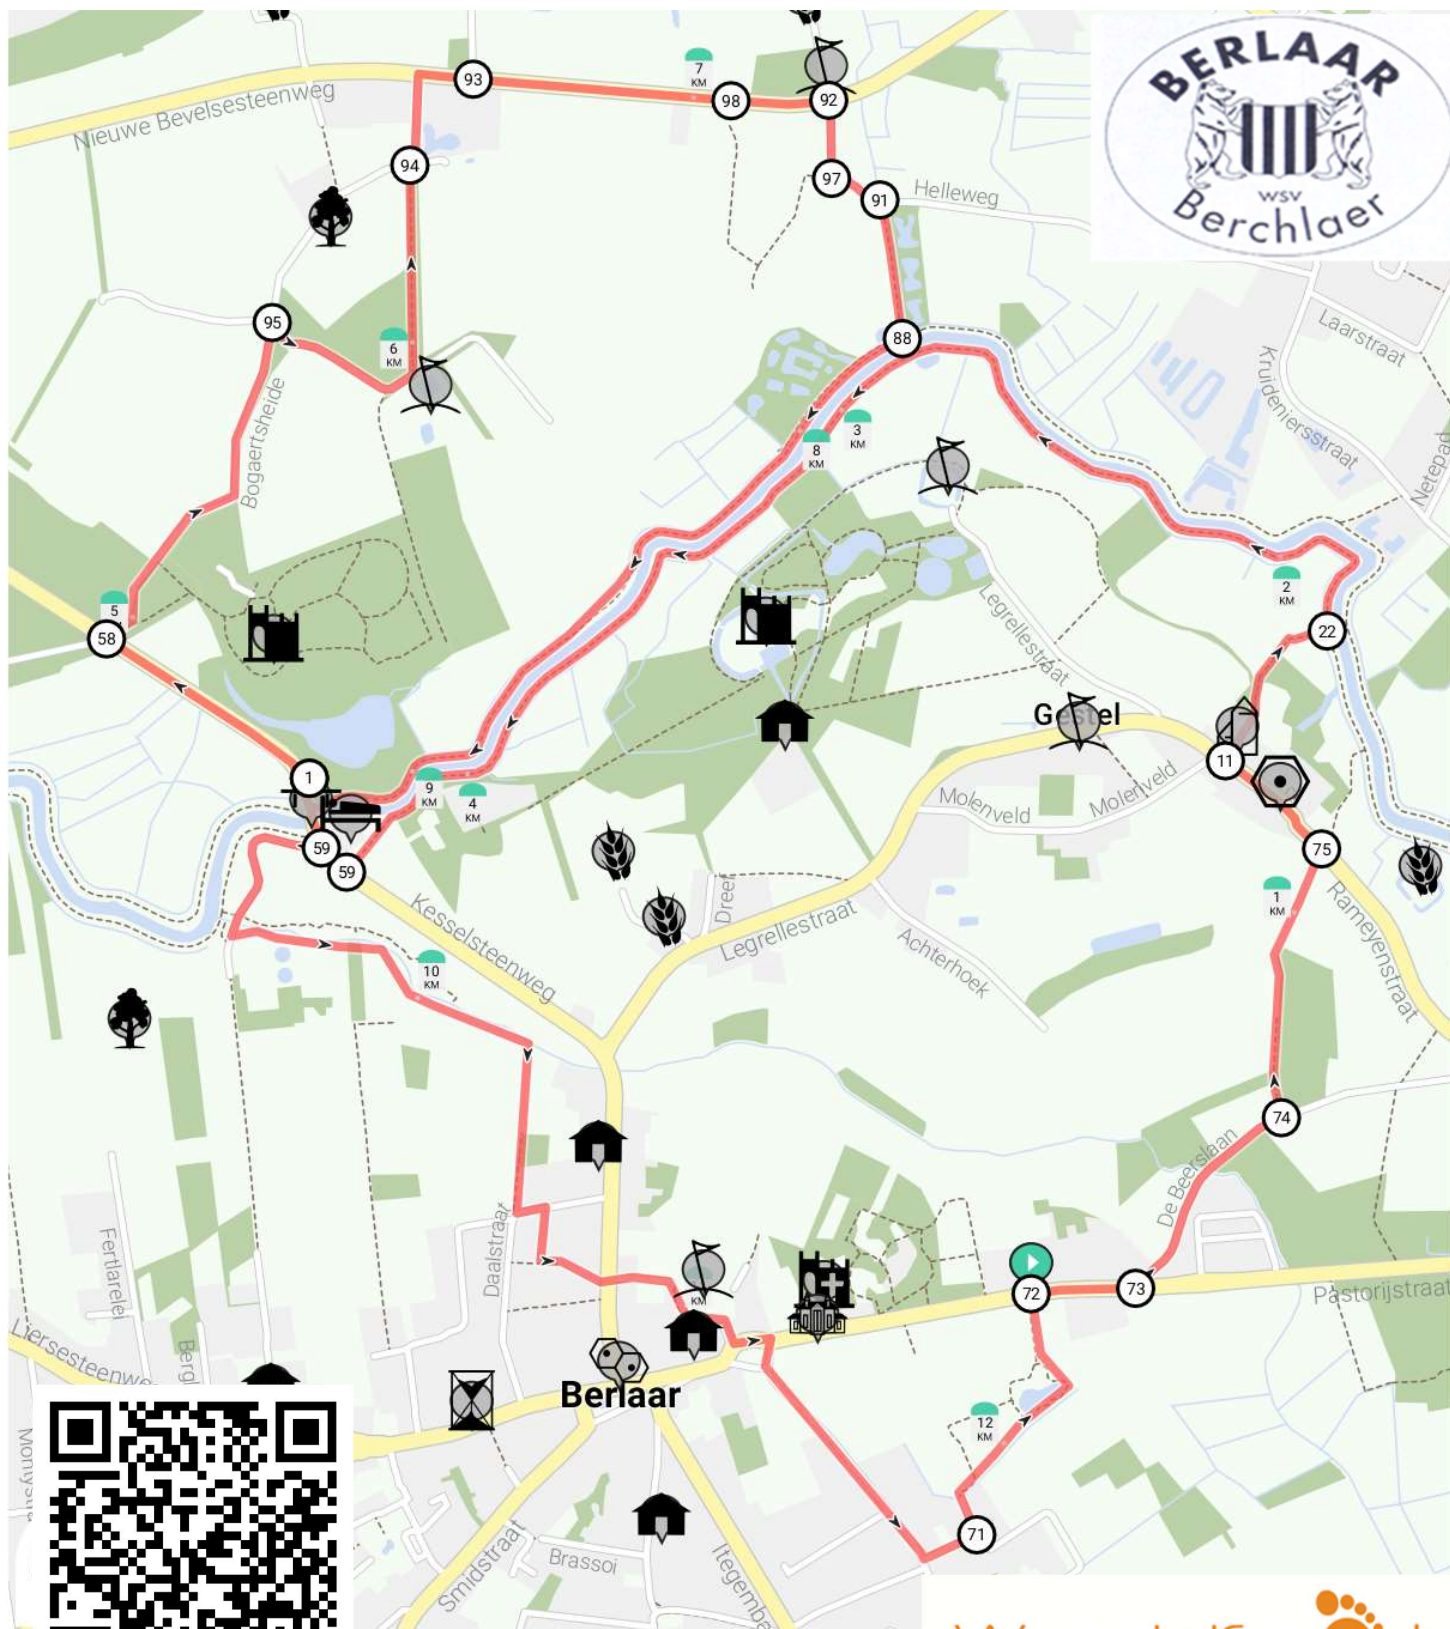 BERLAAR
WSV
Berchlaer
7
KM
93
98
92
Nieuwe Bevelsesteenweg
94
97
91
Helleweg
95
6
KM
88
Laarstraat
Kruideniersstraat
Netepad
Bogaertsheide
3
KM
8
KM
2
KM
5
58
22
Legrellestraat
Gestel
11
1
9
KM
4
KM
Molenveld
Molenveld
59
59
75
Kesselsteenweg
Dreef
1
KM
Legrellestraat
Achterhoek
Rameyenstraat
10
KM
74
De Beerslaan
Fertlarelei
Daalstraat
72
73
Pastorijstraat
KM
Liersesteenweg
Berlaar
12
KM
71
Smidstraat
Brassoi